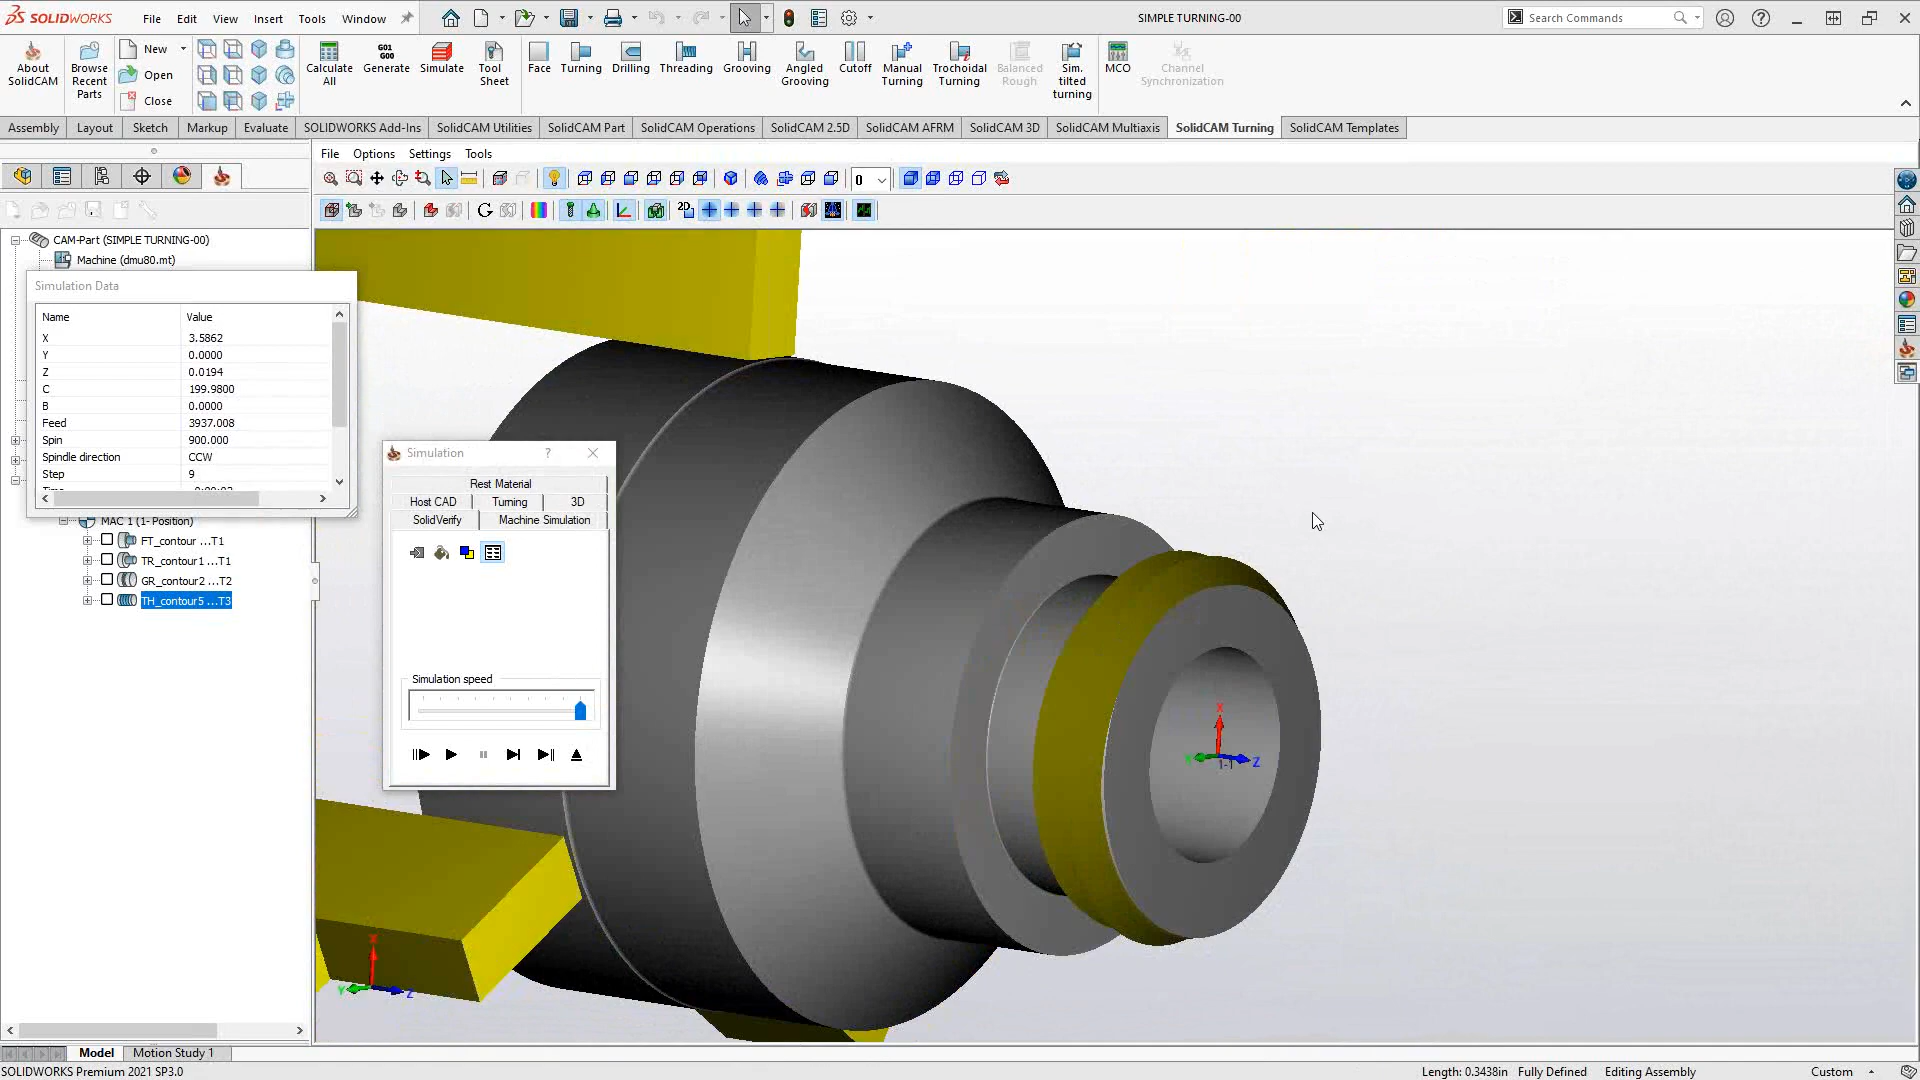 SOLIDWORKS File Edit View Insert Tools Window SIMPLE TURNING-00 Search Commands
About SolidCAM
Browse Recent Parts
New
Open
Close
Calculate All
G01 G00
Generate
Simulate
Tool Sheet
Face
Turning
Drilling
Threading
Grooving
Angled Grooving
Cutoff
Manual Turning
Trochoidal Turning
Balanced Rough
Sim. tilted turning
MCO
Channel Synchronization
Assembly Layout Sketch Markup Evaluate SOLIDWORKS Add-Ins SolidCAM Utilities SolidCAM Part SolidCAM Operations SolidCAM 2.5D SolidCAM AFRM SolidCAM 3D SolidCAM Multiaxis SolidCAM Turning SolidCAM Templates
File Options Settings Tools
0
2D
CAM-Part (SIMPLE TURNING-00)
Machine (dmu80.mt)
Simulation Data
Name Value
X 3.5862
Y 0.0000
Z 0.0194
C 199.9800
B 0.0000
Feed 3937.008
Spin 900.000
Spindle direction CCW
Step 9
MAC 1 (1- Position)
FT_contour ...T1
TR_contour1 ...T1
GR_contour2 ...T2
TH_contour5 ...T3
Simulation ?
Rest Material
Host CAD Turning 3D
SolidVerify Machine Simulation
Simulation speed
X
Z
1-1
X
Y
Z
Model Motion Study 1
SOLIDWORKS Premium 2021 SP3.0 Length: 0.3438in Fully Defined Editing Assembly Custom